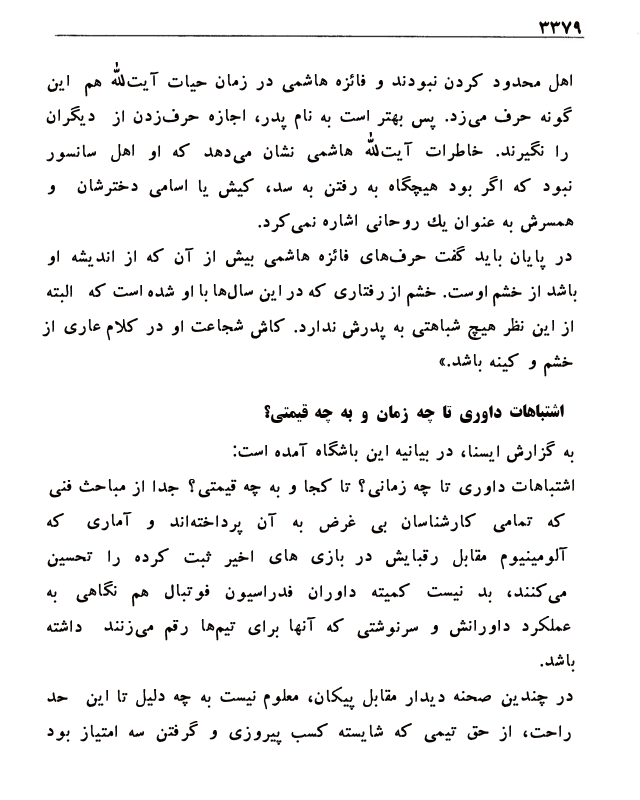 ۳۳۷۹
اهل محدود کردن نبودند و فائزه هاشمی در زمان حیات آیت‌الله هم این
گونه حرف می‌زد. پس بهتر است به نام پدر، اجازه حرف‌زدن از دیگران
را نگیرند. خاطرات آیت‌الله هاشمی نشان می‌دهد که او اهل سانسور
نبود که اگر بود هیچگاه به رفتن به سد، کیش یا اسامی دخترشان و
همسرش به عنوان یك روحانی اشاره نمی‌کرد.
در پایان باید گفت حرف‌های فائزه هاشمی بیش از آن که از اندیشه او
باشد از خشم اوست. خشم از رفتاری که در این سال‌ها با او شده است که البته
از این نظر هیچ شباهتی به پدرش ندارد. کاش شجاعت او در کلام عاری از
خشم و کینه باشد.»
اشتباهات داوری تا چه زمان و به چه قیمتی؟
به گزارش ایسنا، در بیانیه این باشگاه آمده است:
اشتباهات داوری تا چه زمانی؟ تا کجا و به چه قیمتی؟ جدا از مباحث فنی
که تمامی کارشناسان بی غرض به آن پرداخته‌اند و آماری که
آلومینیوم مقابل رقبایش در بازی های اخیر ثبت کرده را تحسین
می‌کنند، بد نیست کمیته داوران فدراسیون فوتبال هم نگاهی به
عملکرد داورانش و سرنوشتی که آنها برای تیم‌ها رقم می‌زنند داشته
باشد.
در چندین صحنه دیدار مقابل پیکان، معلوم نیست به چه دلیل تا این حد
راحت، از حق تیمی که شایسته کسب پیروزی و گرفتن سه امتیاز بود